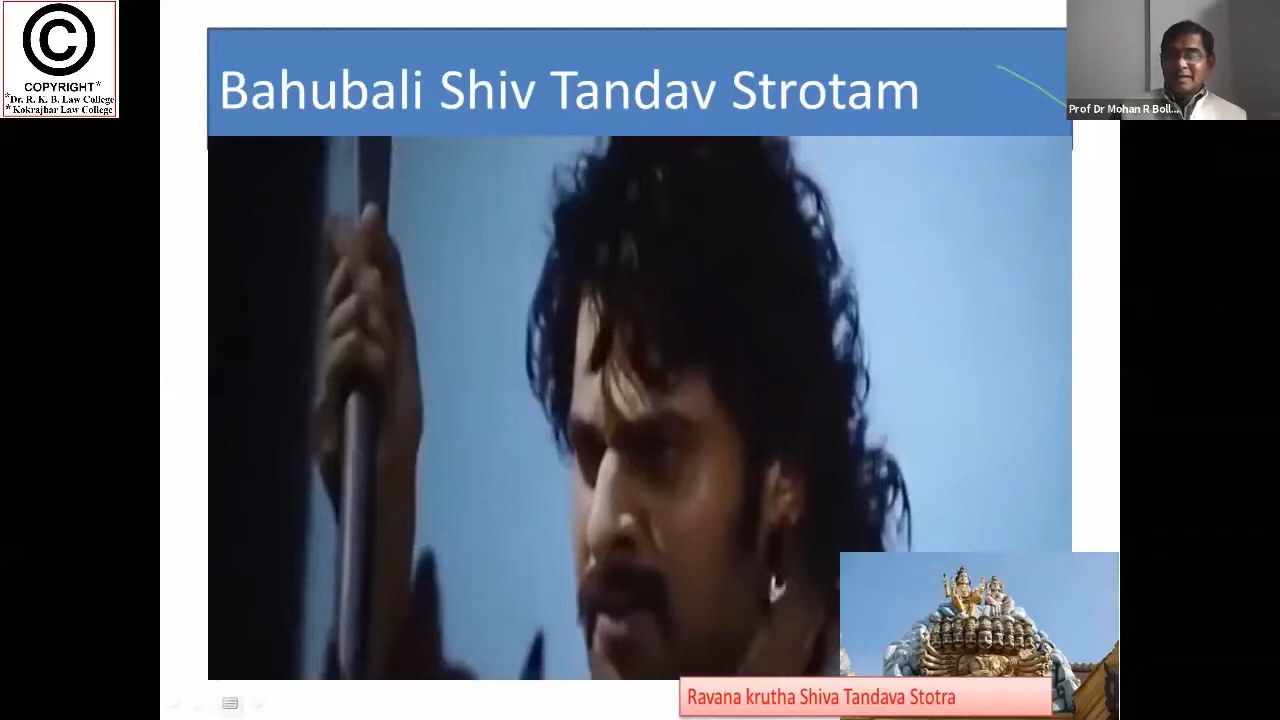 ©
COPYRIGHT*
*Dr. R. K. B. Law College
*Kokrajhar Law College
Bahubali Shiv Tandav Strotam
Prof Dr Mohan R Boll...
Ravana krutha Shiva Tandava Stotra